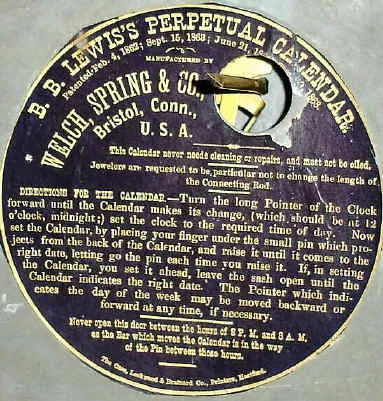 B. B. LEWIS'S PERPETUAL CALENDAR.
Patented Feb. 4, 1862; Sept. 15, 1863; June 21,
MANUFACTURED BY
WELCH, SPRING & CO.,
Bristol, Conn.,
U. S. A.
This Calendar never needs cleaning or repairs, and must not be oiled.
Jewelers are requested to be particular not to change the length of
the Connecting Rod.
DIRECTIONS FOR THE CALENDAR.—Turn the long Pointer of the Clock
forward until the Calendar makes its change, (which should be at 12
o'clock, midnight;) set the clock to the required time of day. Now
set the Calendar, by placing your finger under the small pin which pro-
jects from the back of the Calendar, and raise it until it comes to the
right date, letting go the pin each time you raise it. If, in setting
the Calendar, you set it ahead, leave the sash open until the
Calendar indicates the right date. The Pointer which indi-
cates the day of the week may be moved backward or
forward at any time, if necessary.
Never open this door between the hours of 8 P. M. and 3 A. M.
as the Bar which moves the Calendar is in the way
of the Pin between those hours.
The Case, Lockwood & Brainard Co., Printers, Hartford.